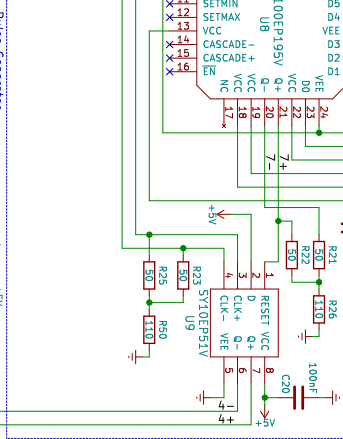 11 SETMIN D5
12 SETMAX D4
13 VCC VEE
14 CASCADE- D3
15 CASCADE+ D2
16 EN D1
U8
100EP195V
NC VCC VCC Q- Q+ VCC D0 VEE
17 18 19 20 21 22 23 24
7- 7+
+5V
R25 50
R23 50
R22 50
R21 50
R50 110
R26 110
4 3 2 1
CLK- CLK+ D RESET
U9
SY10EP51V
VEE Q- Q+ VCC
5 6 7 8
4-
4+
C20
100nF
+5V